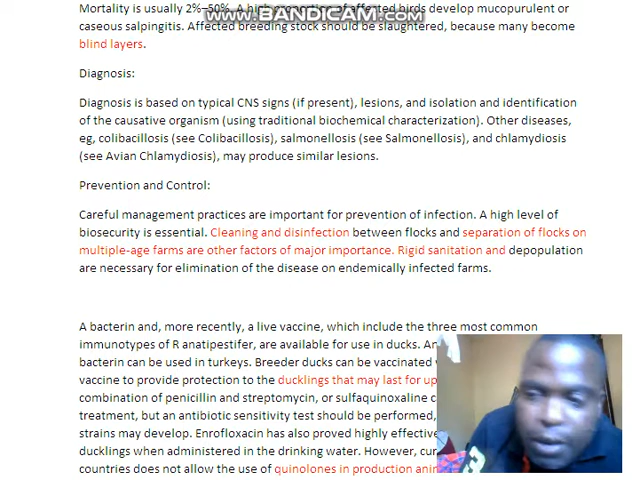 Mortality is usually 2%–50%. A high proportion of affected birds develop mucopurulent or
WWW.BANDICAM.COM
caseous salpingitis. Affected breeding stock should be slaughtered, because many become
blind layers.
Diagnosis:
Diagnosis is based on typical CNS signs (if present), lesions, and isolation and identification
of the causative organism (using traditional biochemical characterization). Other diseases,
eg, colibacillosis (see Colibacillosis), salmonellosis (see Salmonellosis), and chlamydiosis
(see Avian Chlamydiosis), may produce similar lesions.
Prevention and Control:
Careful management practices are important for prevention of infection. A high level of
biosecurity is essential. Cleaning and disinfection between flocks and separation of flocks on
multiple-age farms are other factors of major importance. Rigid sanitation and depopulation
are necessary for elimination of the disease on endemically infected farms.
A bacterin and, more recently, a live vaccine, which include the three most common
immunotypes of R anatipestifer, are available for use in ducks. An
bacterin can be used in turkeys. Breeder ducks can be vaccinated
vaccine to provide protection to the ducklings that may last for up
combination of penicillin and streptomycin, or sulfaquinoxaline
treatment, but an antibiotic sensitivity test should be performed,
strains may develop. Enrofloxacin has also proved highly effective
ducklings when administered in the drinking water. However,
countries does not allow the use of quinolones in production